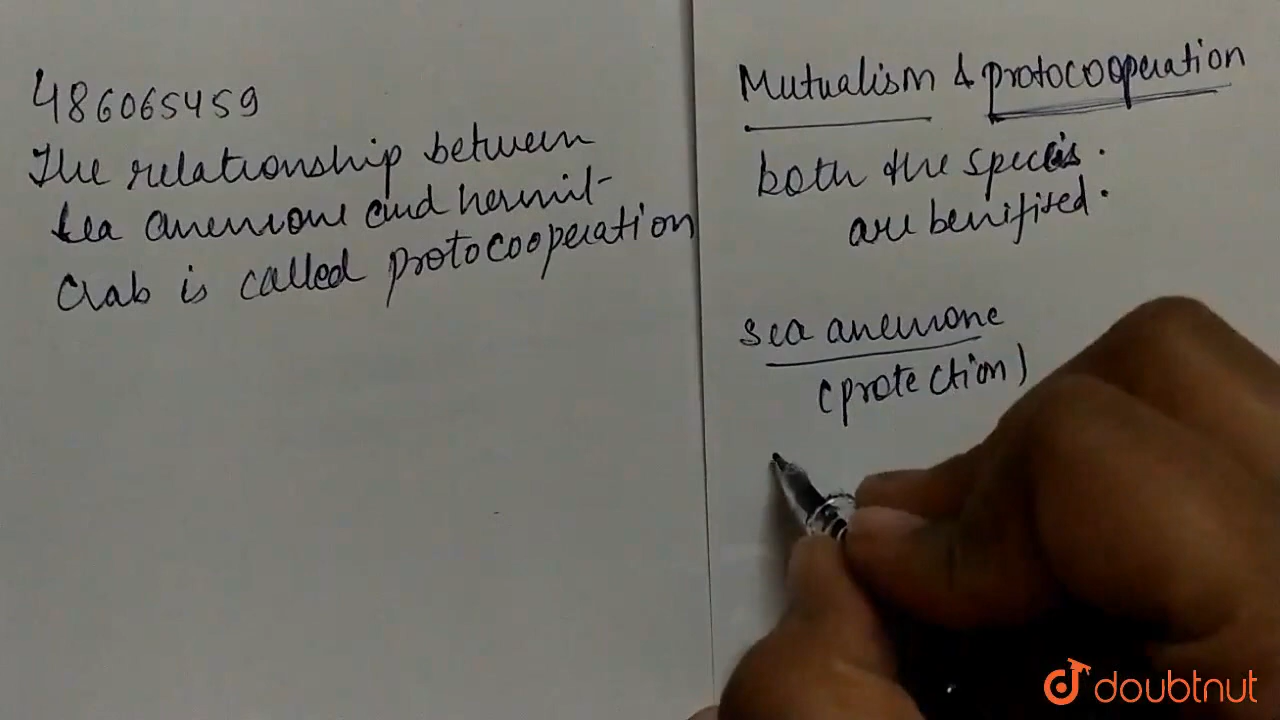 486065459
The relationship between
sea anemone and hermit-
Crab is called protocooperation
Mutualism & protocooperation
both the species.
are benifited.
sea anemone
(protection)
doubtnut